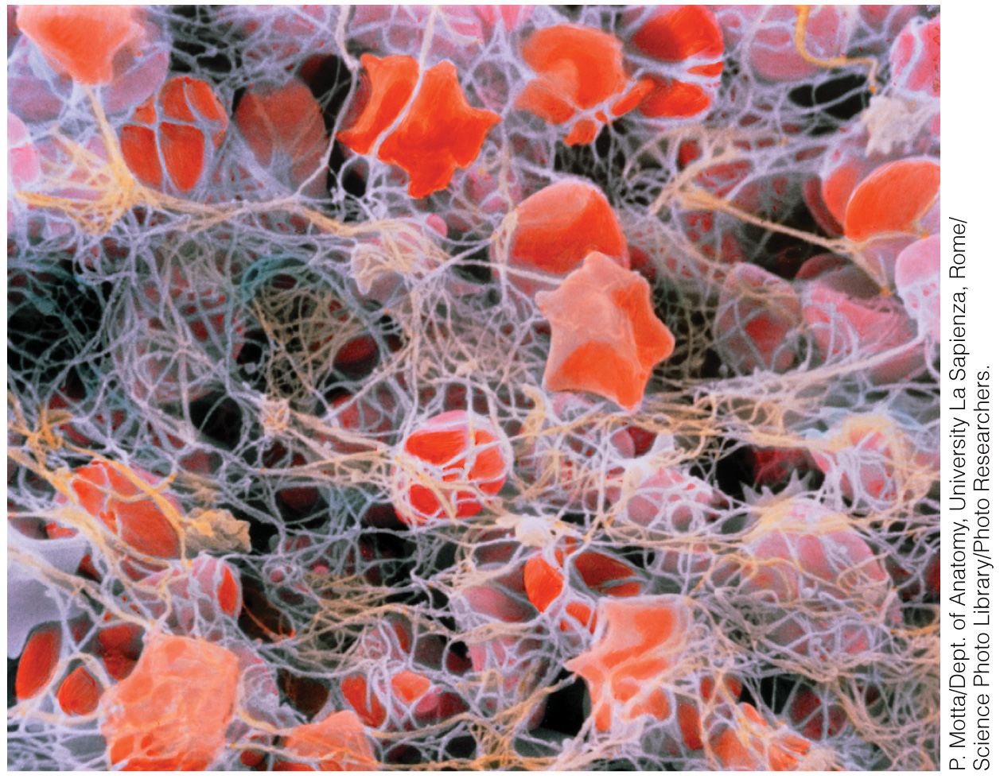 P. Motta/Dept. of Anatomy, University La Sapienza, Rome/
Science Photo Library/Photo Researchers.